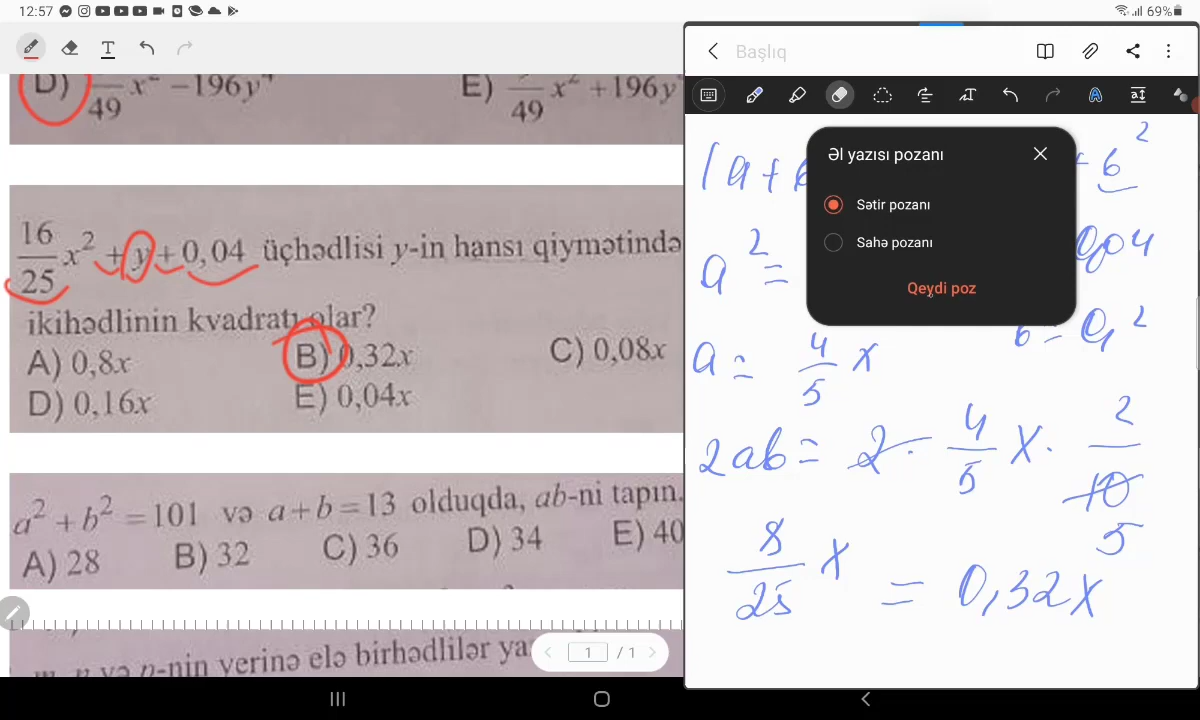 12:57 69%
Başlıq
D) 49 x² −196y⁴ E) 49 x² +196y
16/25 x² + y + 0,04 üçhədlisi y-in hansı qiymətində
ikihədlinin kvadratı olar?
A) 0,8x B) 0,32x C) 0,08x
D) 0,16x E) 0,04x
a² + b² = 101 və a + b = 13 olduqda, ab-ni tapın.
A) 28 B) 32 C) 36 D) 34 E) 40
n və p-nin yerinə elə birhədlilər
1 / 1
Əl yazısı pozanı
Sətir pozanı
Sahə pozanı
Qeydi poz
(a + b
a² =
a = 4/5 x
2ab = 2 · 4/5 x · 2/10 5
8/25 x = 0,32x